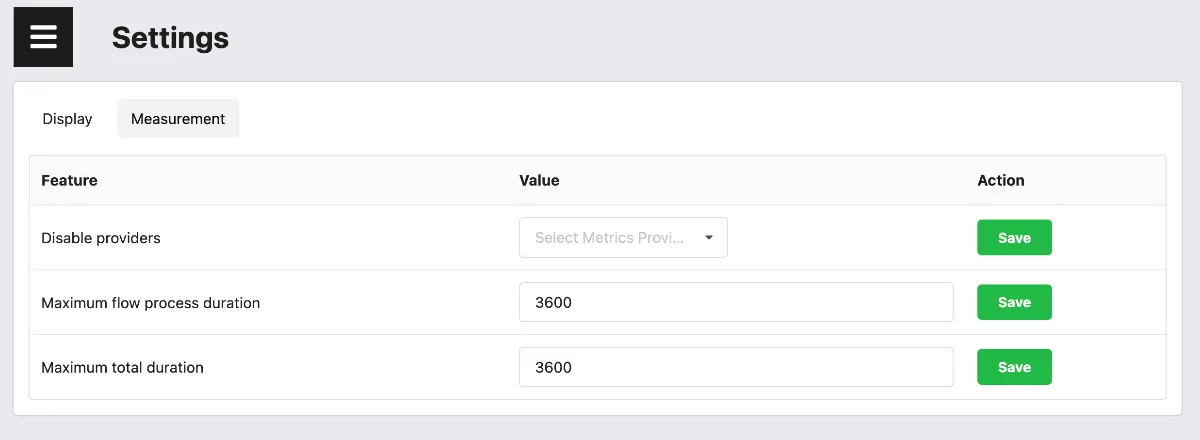 Settings
Display Measurement
Feature Value Action
Disable providers Select Metrics Provi... Save
Maximum flow process duration 3600 Save
Maximum total duration 3600 Save